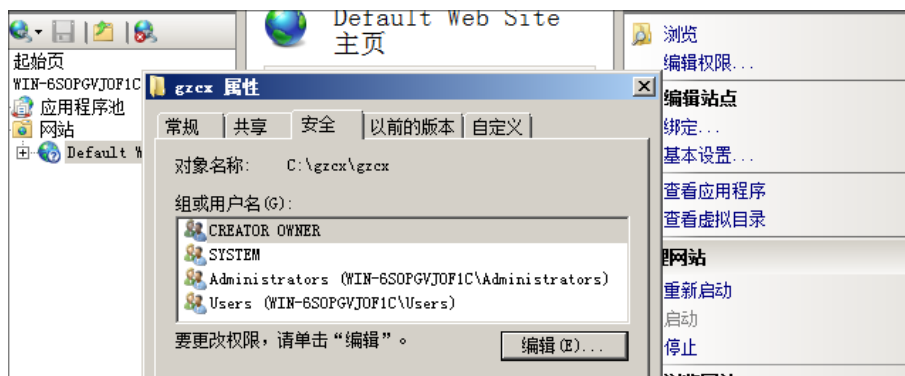 Default Web Site
主页
起始页
WIN-6SOPGVJOF1C
应用程序池
网站
Default W
gzcx 属性
常规
共享
安全
以前的版本
自定义
对象名称:
C:\gzcx\gzcx
组或用户名(G):
CREATOR OWNER
SYSTEM
Administrators (WIN-6SOPGVJOF1C\Administrators)
Users (WIN-6SOPGVJOF1C\Users)
要更改权限，请单击“编辑”。
编辑(E)...
浏览
编辑权限...
编辑站点
绑定...
基本设置...
查看应用程序
查看虚拟目录
网站
重新启动
启动
停止